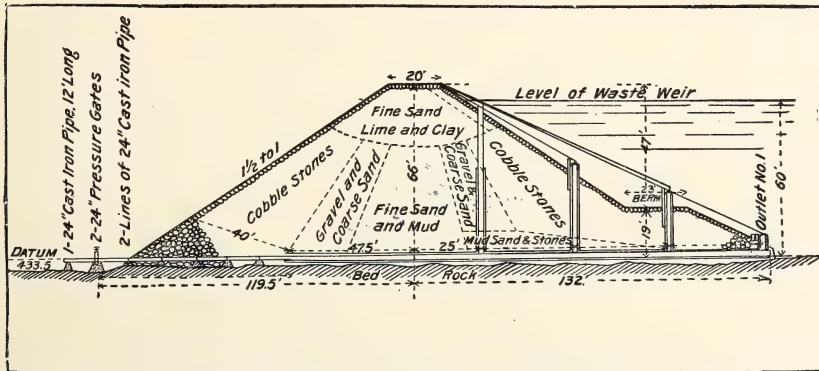 1-24"Cast Iron Pipe.12'Long
2-24" Pressure Gates
2-Lines of 24" Cast iron Pipe
20'
Level of Waste Weir
Fine Sand
Lime and Clay
1½ to 1
47'
66'
60'
Cobble Stones
Gravel and
Coarse Sand
Gravel &
Coarse Sand
Cobble Stones
23'
BERM
Outlet No.1
Fine Sand
and Mud
40'
19'
47.5'
25'
Mud Sand & Stones
DATUM
433.5
Bed Rock
119.5'
132.'